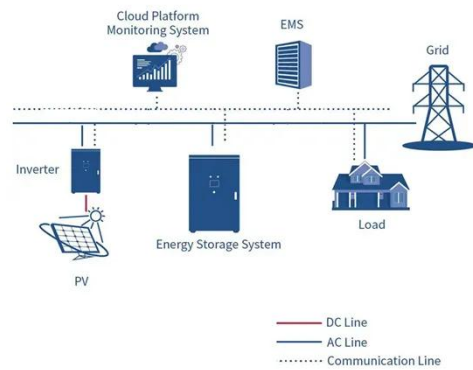 Cloud Platform
Monitoring System
EMS
Grid
Inverter
Energy Storage System
Load
PV
DC Line
AC Line
Communication Line